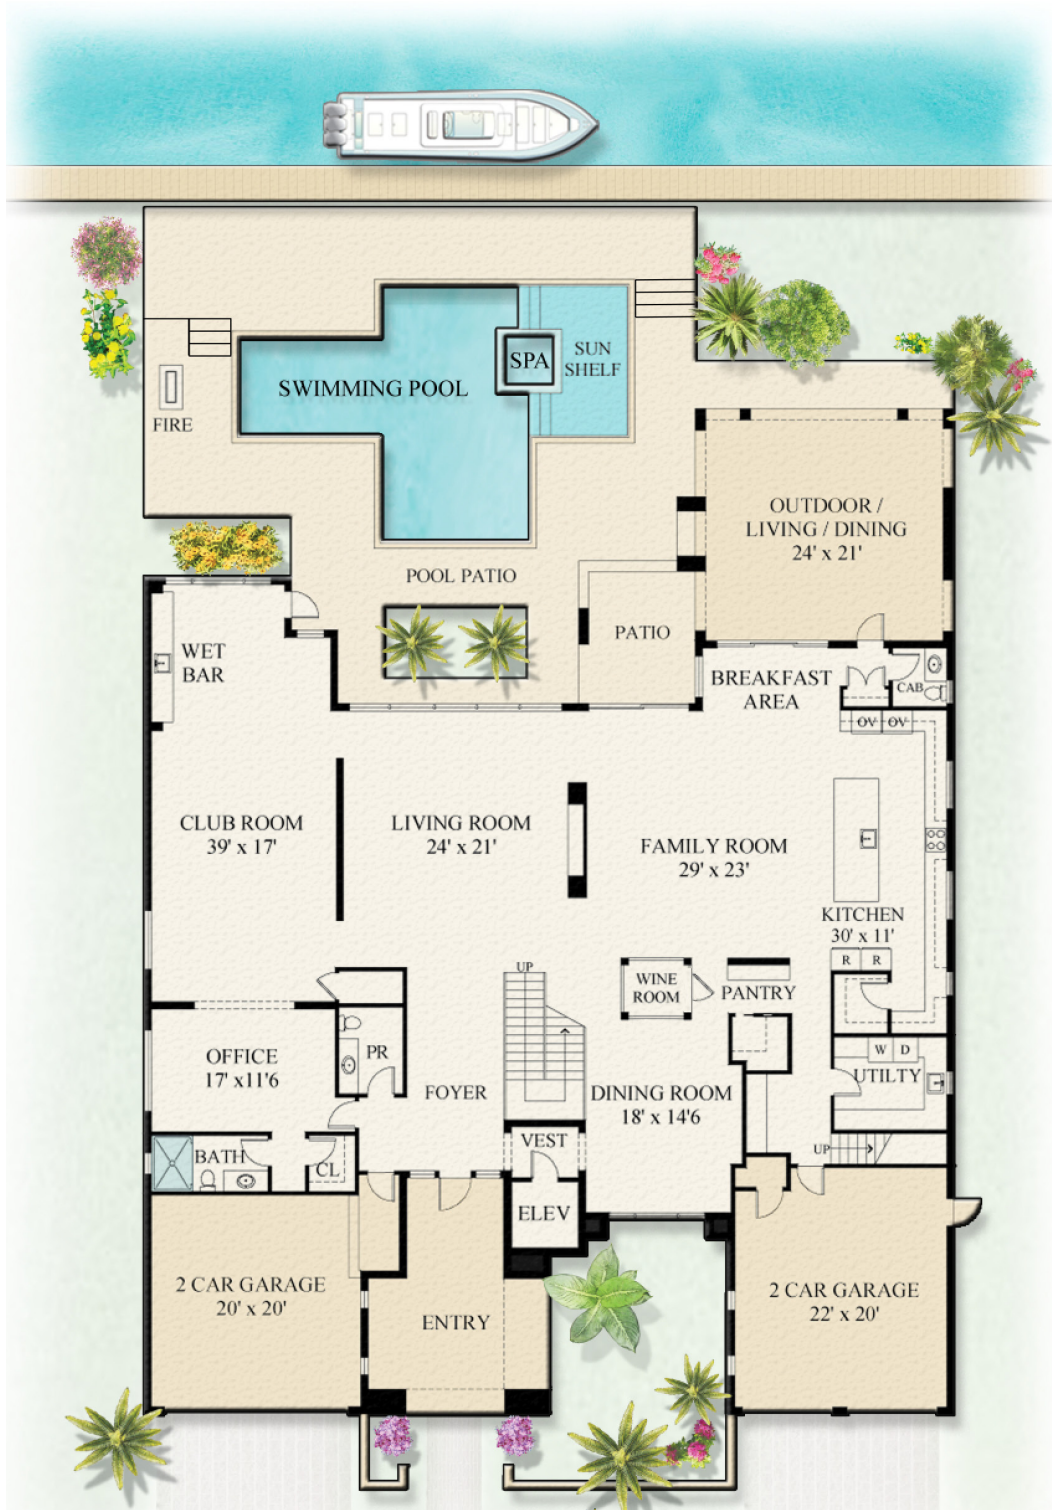 SPA
SUN
SHELF
SWIMMING POOL
FIRE
OUTDOOR /
LIVING / DINING
24' x 21'
POOL PATIO
PATIO
WET
BAR
BREAKFAST
AREA
CAB
OV OV
CLUB ROOM
39' x 17'
LIVING ROOM
24' x 21'
FAMILY ROOM
29' x 23'
KITCHEN
30' x 11'
R R
UP
WINE
ROOM
PANTRY
OFFICE
17' x11'6
PR
W D
UTILTY
FOYER
DINING ROOM
18' x 14'6
VEST
UP
BATH
CL
ELEV
2 CAR GARAGE
20' x 20'
ENTRY
2 CAR GARAGE
22' x 20'